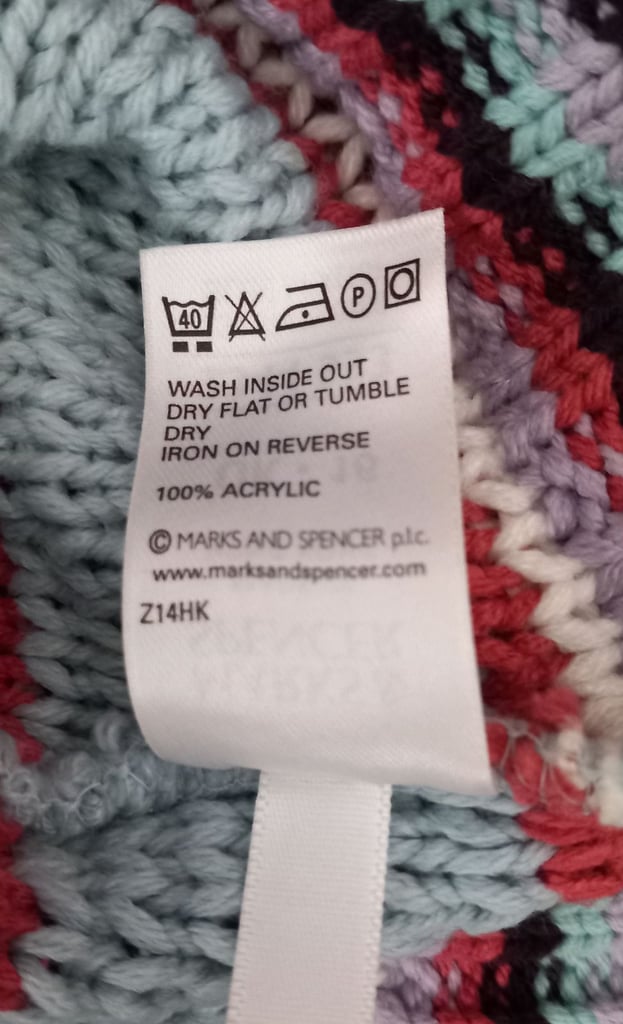 40
P
WASH INSIDE OUT
DRY FLAT OR TUMBLE
DRY
IRON ON REVERSE
100% ACRYLIC
© MARKS AND SPENCER p.l.c.
www.marksandspencer.com
Z14HK